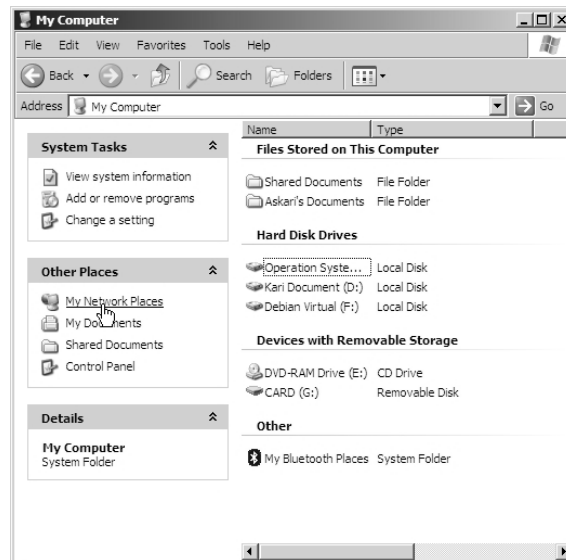 My Computer
File Edit View Favorites Tools Help
Back Search Folders
Address My Computer Go
System Tasks
View system information
Add or remove programs
Change a setting
Other Places
My Network Places
My Documents
Shared Documents
Control Panel
Details
My Computer
System Folder
Name Type
Files Stored on This Computer
Shared Documents File Folder
Askari's Documents File Folder
Hard Disk Drives
Operation Syste... Local Disk
Kari Document (D:) Local Disk
Debian Virtual (F:) Local Disk
Devices with Removable Storage
DVD-RAM Drive (E:) CD Drive
CARD (G:) Removable Disk
Other
My Bluetooth Places System Folder